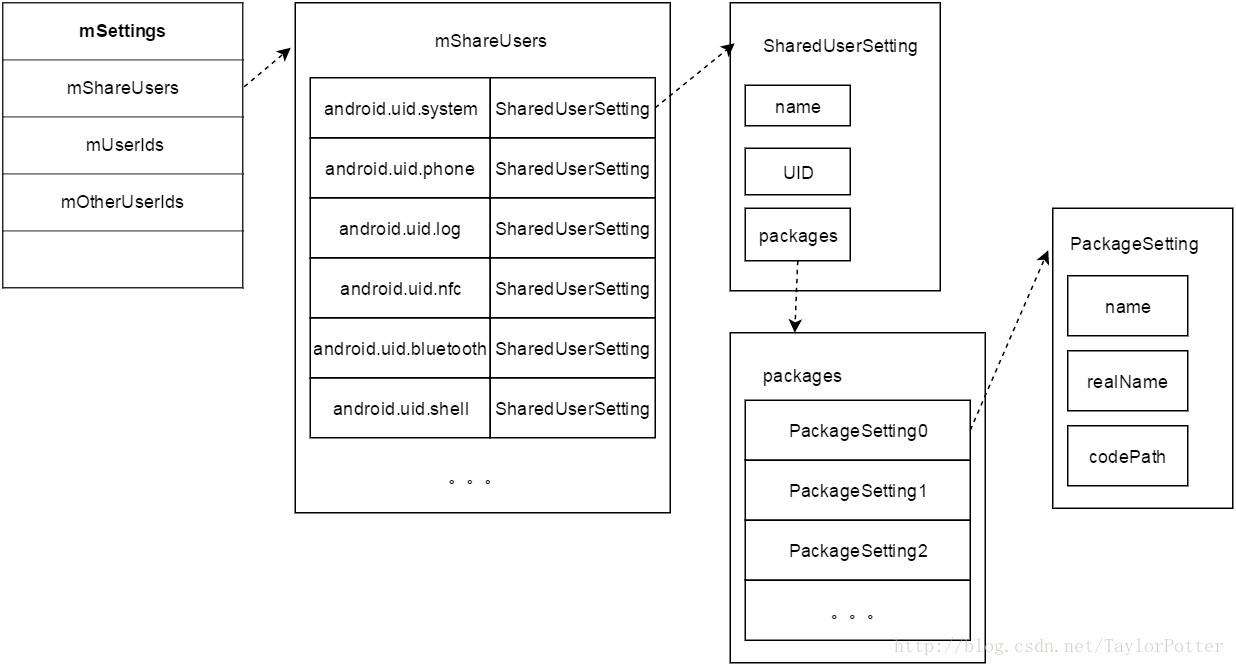 mSettings
mShareUsers
mUserIds
mOtherUserIds
mShareUsers
android.uid.system SharedUserSetting
android.uid.phone SharedUserSetting
android.uid.log SharedUserSetting
android.uid.nfc SharedUserSetting
android.uid.bluetooth SharedUserSetting
android.uid.shell SharedUserSetting
。。。
SharedUserSetting
name
UID
packages
packages
PackageSetting0
PackageSetting1
PackageSetting2
。。。
PackageSetting
name
realName
codePath
http://blog.csdn.net/TaylorPotter